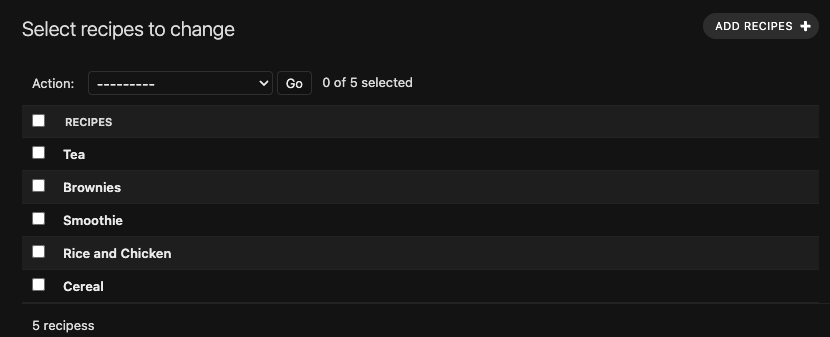 Select recipes to change
ADD RECIPES +
Action: --------- Go 0 of 5 selected
RECIPES
Tea
Brownies
Smoothie
Rice and Chicken
Cereal
5 recipess